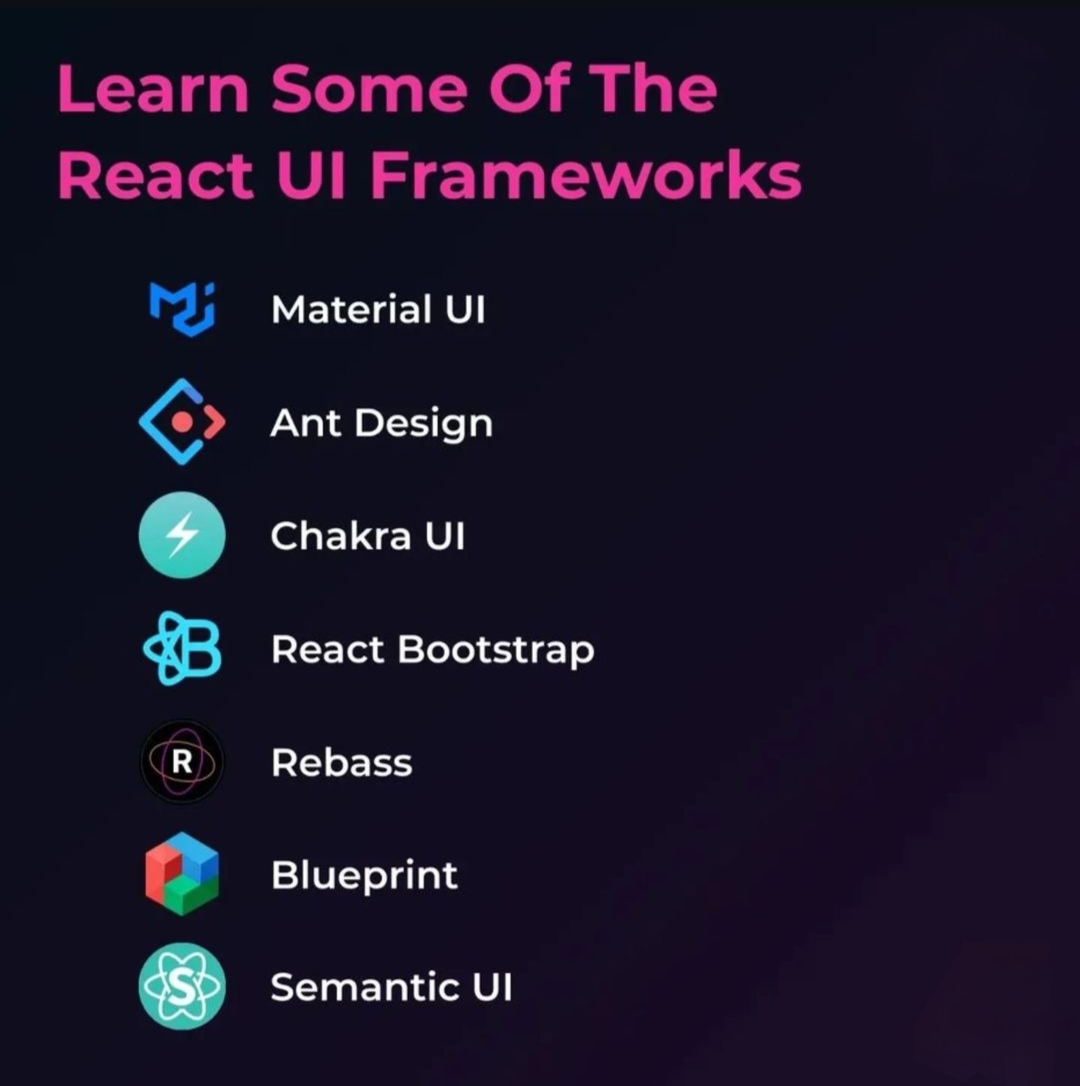 Learn Some Of The
React UI Frameworks
Material UI
Ant Design
Chakra UI
React Bootstrap
R
Rebass
Blueprint
S
Semantic UI